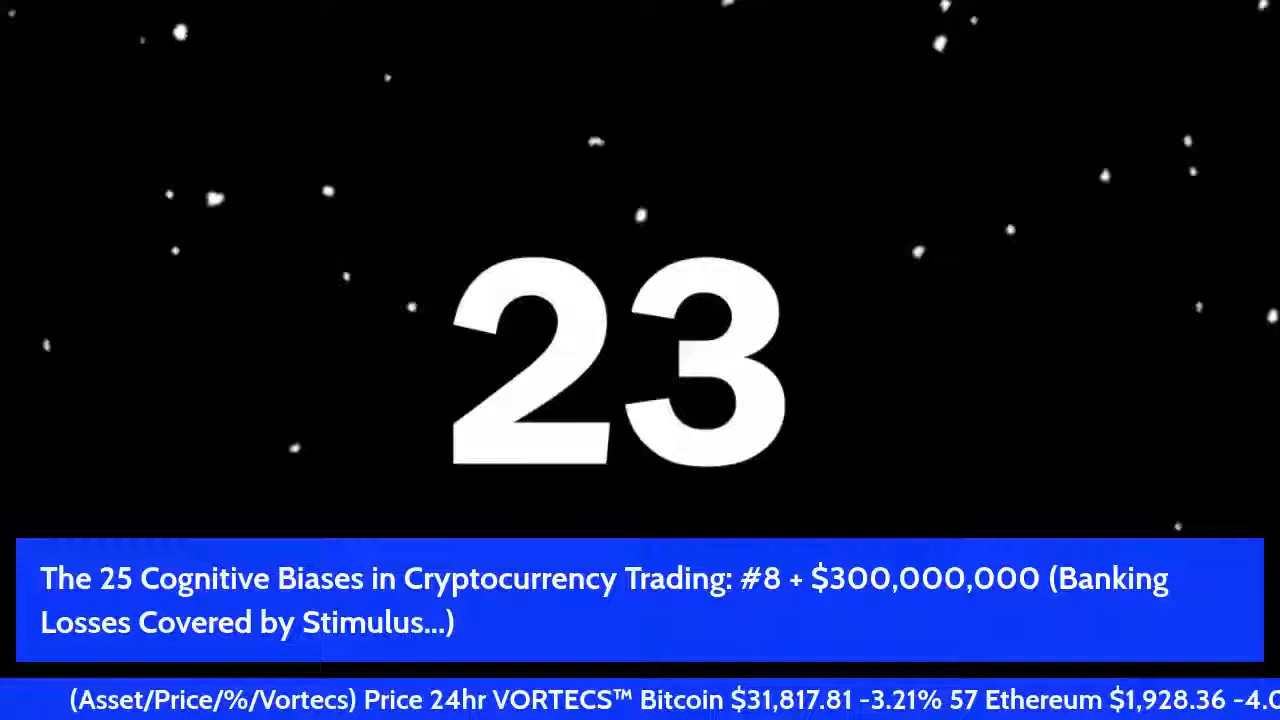 23
The 25 Cognitive Biases in Cryptocurrency Trading: #8 + $300,000,000 (Banking
Losses Covered by Stimulus...)
(Asset/Price/%/Vortecs) Price 24hr VORTECS™ Bitcoin $31,817.81 -3.21% 57 Ethereum $1,928.36